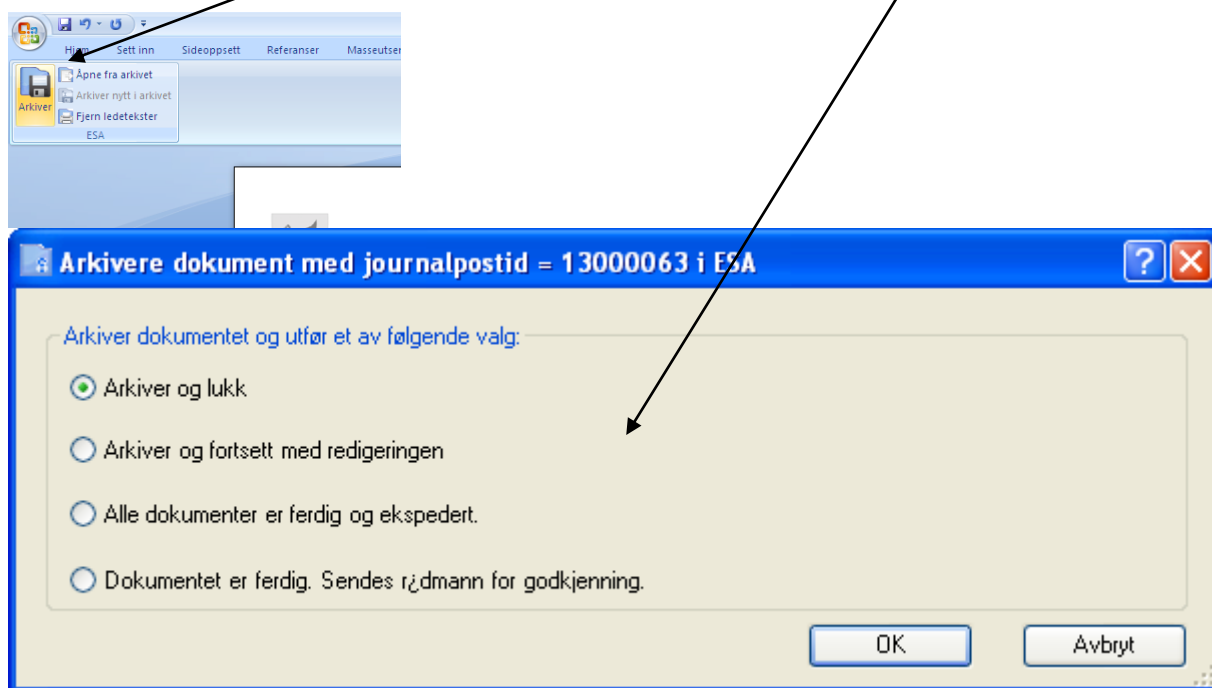 Hjem Sett inn Sideoppsett Referanser Masseutser
Åpne fra arkivet
Arkiver nytt i arkivet
Arkiver
Fjern ledetekster
ESA
Arkivere dokument med journalpostid = 13000063 i ESA
Arkiver dokumentet og utfør et av følgende valg:
Arkiver og lukk
Arkiver og fortsett med redigeringen
Alle dokumenter er ferdig og ekspedert.
Dokumentet er ferdig. Sendes r¿dmann for godkjenning.
OK Avbryt